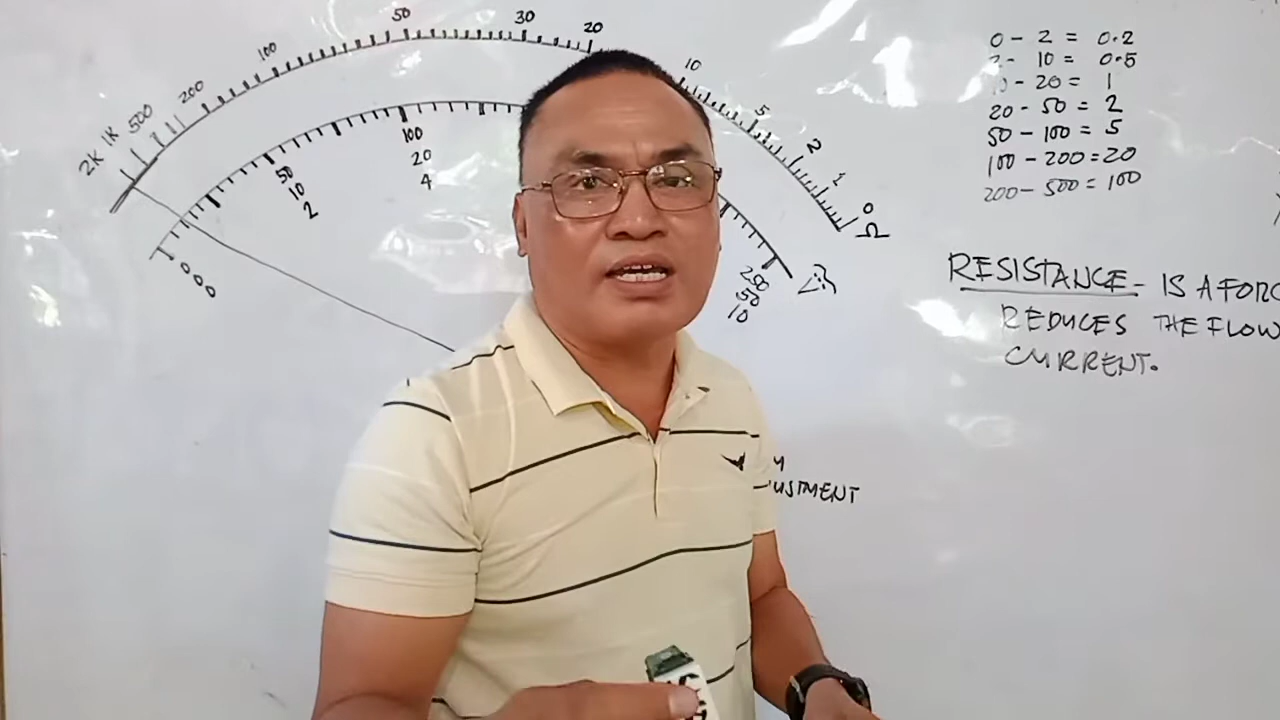 2K 1K 500 200 100 50 30 20 10 5 2 1 0 Ω
0 50 100 250
0 10 20 50
0 2 4 10
0 - 2 = 0.2
2 - 10 = 0.5
10 - 20 = 1
20 - 50 = 2
50 - 100 = 5
100 - 200 = 20
200 - 500 = 100
RESISTANCE - IS A FORC
REDUCES THE FLOW
CURRENT.
USTMENT